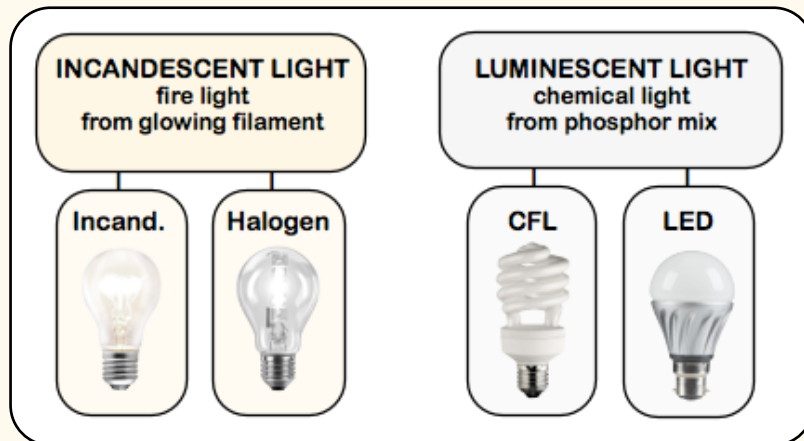 INCANDESCENT LIGHT
fire light
from glowing filament
LUMINESCENT LIGHT
chemical light
from phosphor mix
Incand.
Halogen
CFL
LED